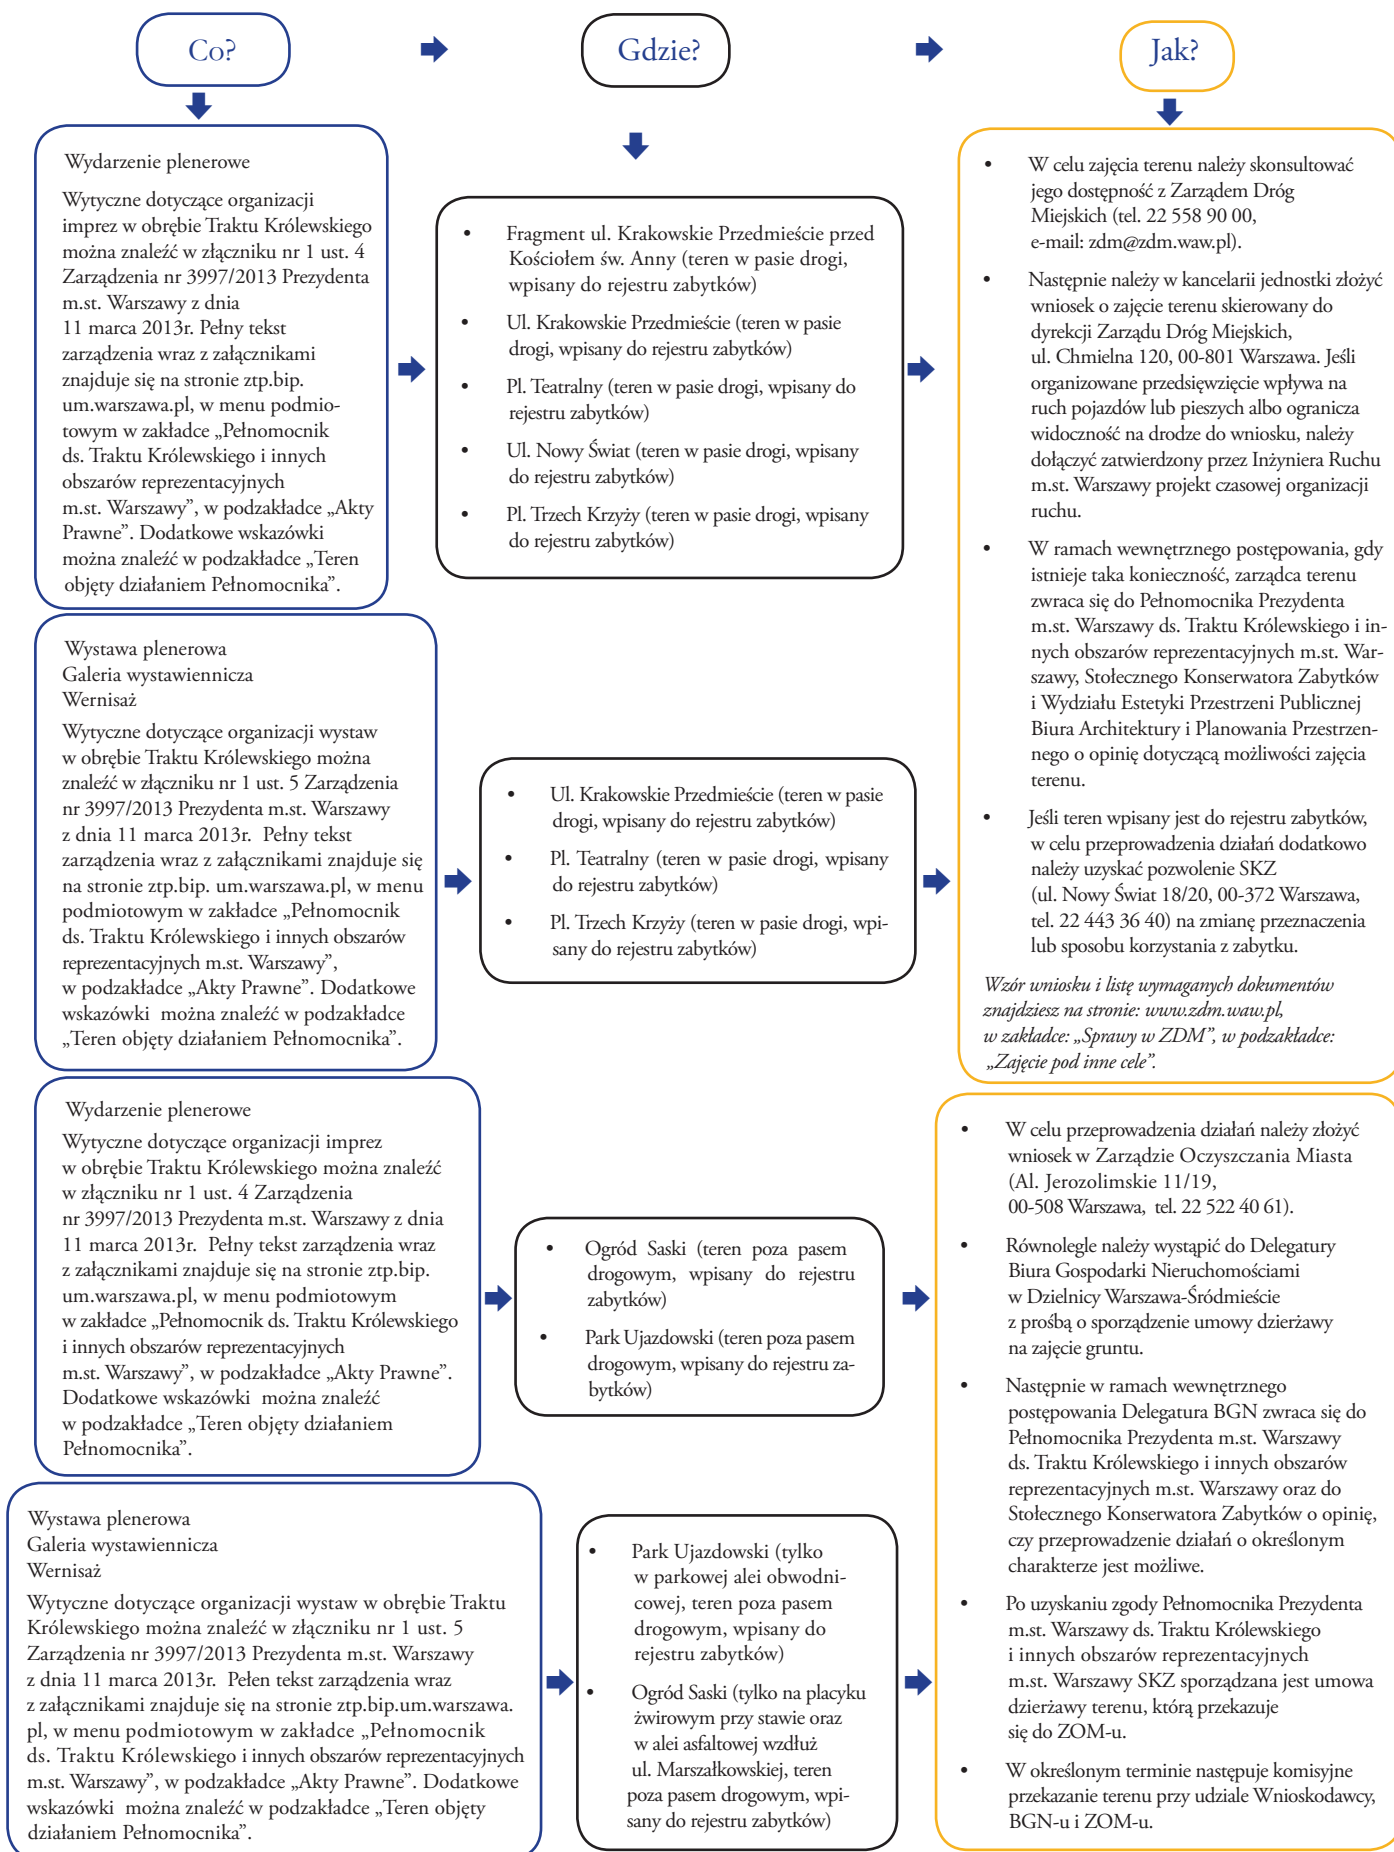 Co?
Gdzie?
Jak?
Wydarzenie plenerowe
Wytyczne dotyczące organizacji
imprez w obrębie Traktu Królewskiego
można znaleźć w złączniku nr 1 ust. 4
Zarządzenia nr 3997/2013 Prezydenta
m.st. Warszawy z dnia
11 marca 2013r. Pełny tekst
zarządzenia wraz z załącznikami
znajduje się na stronie ztp.bip.
um.warszawa.pl, w menu podmio-
towym w zakładce „Pełnomocnik
ds. Traktu Królewskiego i innych
obszarów reprezentacyjnych
m.st. Warszawy”, w podzakładce „Akty
Prawne”. Dodatkowe wskazówki
można znaleźć w podzakładce „Teren
objęty działaniem Pełnomocnika”.
• Fragment ul. Krakowskie Przedmieście przed
Kościołem św. Anny (teren w pasie drogi,
wpisany do rejestru zabytków)
• Ul. Krakowskie Przedmieście (teren w pasie
drogi, wpisany do rejestru zabytków)
• Pl. Teatralny (teren w pasie drogi, wpisany do
rejestru zabytków)
• Ul. Nowy Świat (teren w pasie drogi, wpisany
do rejestru zabytków)
• Pl. Trzech Krzyży (teren w pasie drogi, wpisany
do rejestru zabytków)
Wystawa plenerowa
Galeria wystawiennicza
Wernisaż
Wytyczne dotyczące organizacji wystaw
w obrębie Traktu Królewskiego można
znaleźć w złączniku nr 1 ust. 5 Zarządzenia
nr 3997/2013 Prezydenta m.st. Warszawy
z dnia 11 marca 2013r. Pełny tekst
zarządzenia wraz z załącznikami znajduje się
na stronie ztp.bip. um.warszawa.pl, w menu
podmiotowym w zakładce „Pełnomocnik
ds. Traktu Królewskiego i innych obszarów
reprezentacyjnych m.st. Warszawy”,
w podzakładce „Akty Prawne”. Dodatkowe
wskazówki można znaleźć w podzakładce
„Teren objęty działaniem Pełnomocnika”.
• Ul. Krakowskie Przedmieście (teren w pasie
drogi, wpisany do rejestru zabytków)
• Pl. Teatralny (teren w pasie drogi, wpisany
do rejestru zabytków)
• Pl. Trzech Krzyży (teren w pasie drogi, wpi-
sany do rejestru zabytków)
• W celu zajęcia terenu należy skonsultować
jego dostępność z Zarządem Dróg
Miejskich (tel. 22 558 90 00,
e-mail: zdm@zdm.waw.pl).
• Następnie należy w kancelarii jednostki złożyć
wniosek o zajęcie terenu skierowany do
dyrekcji Zarządu Dróg Miejskich,
ul. Chmielna 120, 00-801 Warszawa. Jeśli
organizowane przedsięwzięcie wpływa na
ruch pojazdów lub pieszych albo ogranicza
widoczność na drodze do wniosku, należy
dołączyć zatwierdzony przez Inżyniera Ruchu
m.st. Warszawy projekt czasowej organizacji
ruchu.
• W ramach wewnętrznego postępowania, gdy
istnieje taka konieczność, zarządca terenu
zwraca się do Pełnomocnika Prezydenta
m.st. Warszawy ds. Traktu Królewskiego i in-
nych obszarów reprezentacyjnych m.st. War-
szawy, Stołecznego Konserwatora Zabytków
i Wydziału Estetyki Przestrzeni Publicznej
Biura Architektury i Planowania Przestrzen-
nego o opinię dotyczącą możliwości zajęcia
terenu.
• Jeśli teren wpisany jest do rejestru zabytków,
w celu przeprowadzenia działań dodatkowo
należy uzyskać pozwolenie SKZ
(ul. Nowy Świat 18/20, 00-372 Warszawa,
tel. 22 443 36 40) na zmianę przeznaczenia
lub sposobu korzystania z zabytku.
Wzór wniosku i listę wymaganych dokumentów
znajdziesz na stronie: www.zdm.waw.pl,
w zakładce: „Sprawy w ZDM”, w podzakładce:
„Zajęcie pod inne cele”.
Wydarzenie plenerowe
Wytyczne dotyczące organizacji imprez
w obrębie Traktu Królewskiego można znaleźć
w złączniku nr 1 ust. 4 Zarządzenia
nr 3997/2013 Prezydenta m.st. Warszawy z dnia
11 marca 2013r. Pełny tekst zarządzenia wraz
z załącznikami znajduje się na stronie ztp.bip.
um.warszawa.pl, w menu podmiotowym
w zakładce „Pełnomocnik ds. Traktu Królewskiego
i innych obszarów reprezentacyjnych
m.st. Warszawy”, w podzakładce „Akty Prawne”.
Dodatkowe wskazówki można znaleźć
w podzakładce „Teren objęty działaniem
Pełnomocnika”.
• Ogród Saski (teren poza pasem
drogowym, wpisany do rejestru
zabytków)
• Park Ujazdowski (teren poza pasem
drogowym, wpisany do rejestru za-
bytków)
Wystawa plenerowa
Galeria wystawiennicza
Wernisaż
Wytyczne dotyczące organizacji wystaw w obrębie Traktu
Królewskiego można znaleźć w złączniku nr 1 ust. 5
Zarządzenia nr 3997/2013 Prezydenta m.st. Warszawy
z dnia 11 marca 2013r. Pełen tekst zarządzenia wraz
z załącznikami znajduje się na stronie ztp.bip.um.warszawa.
pl, w menu podmiotowym w zakładce „Pełnomocnik
ds. Traktu Królewskiego i innych obszarów reprezentacyjnych
m.st. Warszawy”, w podzakładce „Akty Prawne”. Dodatkowe
wskazówki można znaleźć w podzakładce „Teren objęty
działaniem Pełnomocnika”.
• Park Ujazdowski (tylko
w parkowej alei obwodni-
cowej, teren poza pasem
drogowym, wpisany do
rejestru zabytków)
• Ogród Saski (tylko na placyku
żwirowym przy stawie oraz
w alei asfaltowej wzdłuż
ul. Marszałkowskiej, teren
poza pasem drogowym, wpi-
sany do rejestru zabytków)
• W celu przeprowadzenia działań należy złożyć
wniosek w Zarządzie Oczyszczania Miasta
(Al. Jerozolimskie 11/19,
00-508 Warszawa, tel. 22 522 40 61).
• Równolegle należy wystąpić do Delegatury
Biura Gospodarki Nieruchomościami
w Dzielnicy Warszawa-Śródmieście
z prośbą o sporządzenie umowy dzierżawy
na zajęcie gruntu.
• Następnie w ramach wewnętrznego
postępowania Delegatura BGN zwraca się do
Pełnomocnika Prezydenta m.st. Warszawy
ds. Traktu Królewskiego i innych obszarów
reprezentacyjnych m.st. Warszawy oraz do
Stołecznego Konserwatora Zabytków o opinię,
czy przeprowadzenie działań o określonym
charakterze jest możliwe.
• Po uzyskaniu zgody Pełnomocnika Prezydenta
m.st. Warszawy ds. Traktu Królewskiego
i innych obszarów reprezentacyjnych
m.st. Warszawy SKZ sporządzana jest umowa
dzierżawy terenu, którą przekazuje
się do ZOM-u.
• W określonym terminie następuje komisyjne
przekazanie terenu przy udziale Wnioskodawcy,
BGN-u i ZOM-u.